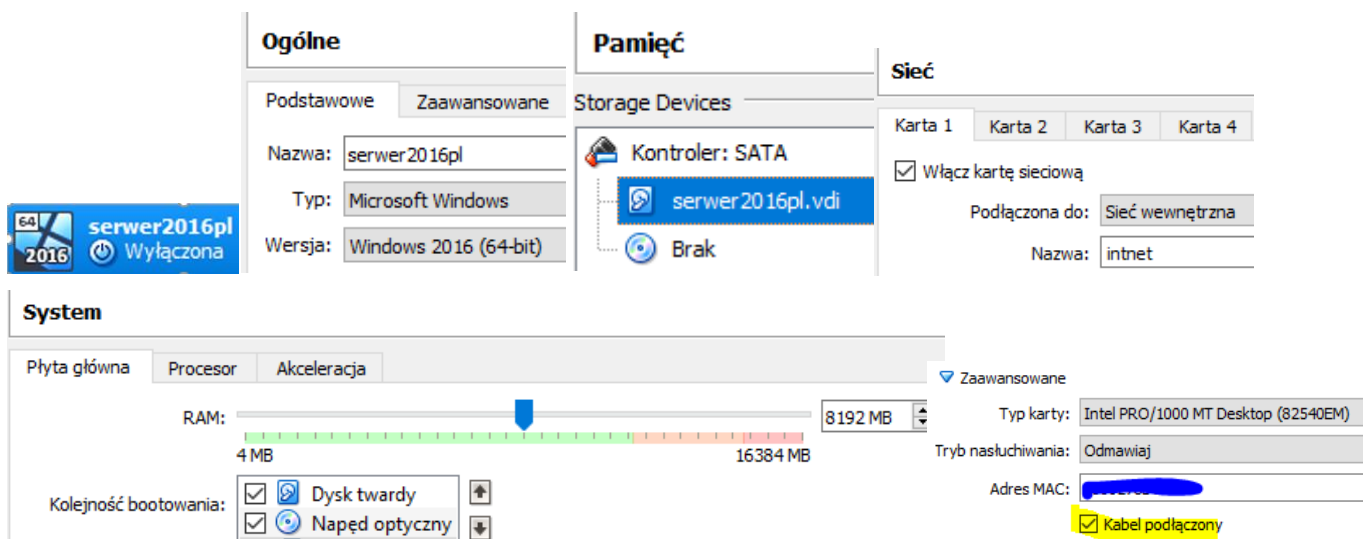 64
2016
serwer2016pl
Wyłączona
Ogólne
Podstawowe Zaawansowane
Nazwa: serwer2016pl
Typ: Microsoft Windows
Wersja: Windows 2016 (64-bit)
Pamięć
Storage Devices
Kontroler: SATA
serwer2016pl.vdi
Brak
Sieć
Karta 1 Karta 2 Karta 3 Karta 4
Włącz kartę sieciową
Podłączona do: Sieć wewnętrzna
Nazwa: intnet
System
Płyta główna Procesor Akceleracja
RAM: 8192 MB
4 MB 16384 MB
Kolejność bootowania: Dysk twardy
Napęd optyczny
Zaawansowane
Typ karty: Intel PRO/1000 MT Desktop (82540EM)
Tryb nasłuchiwania: Odmawiaj
Adres MAC:
Kabel podłączony